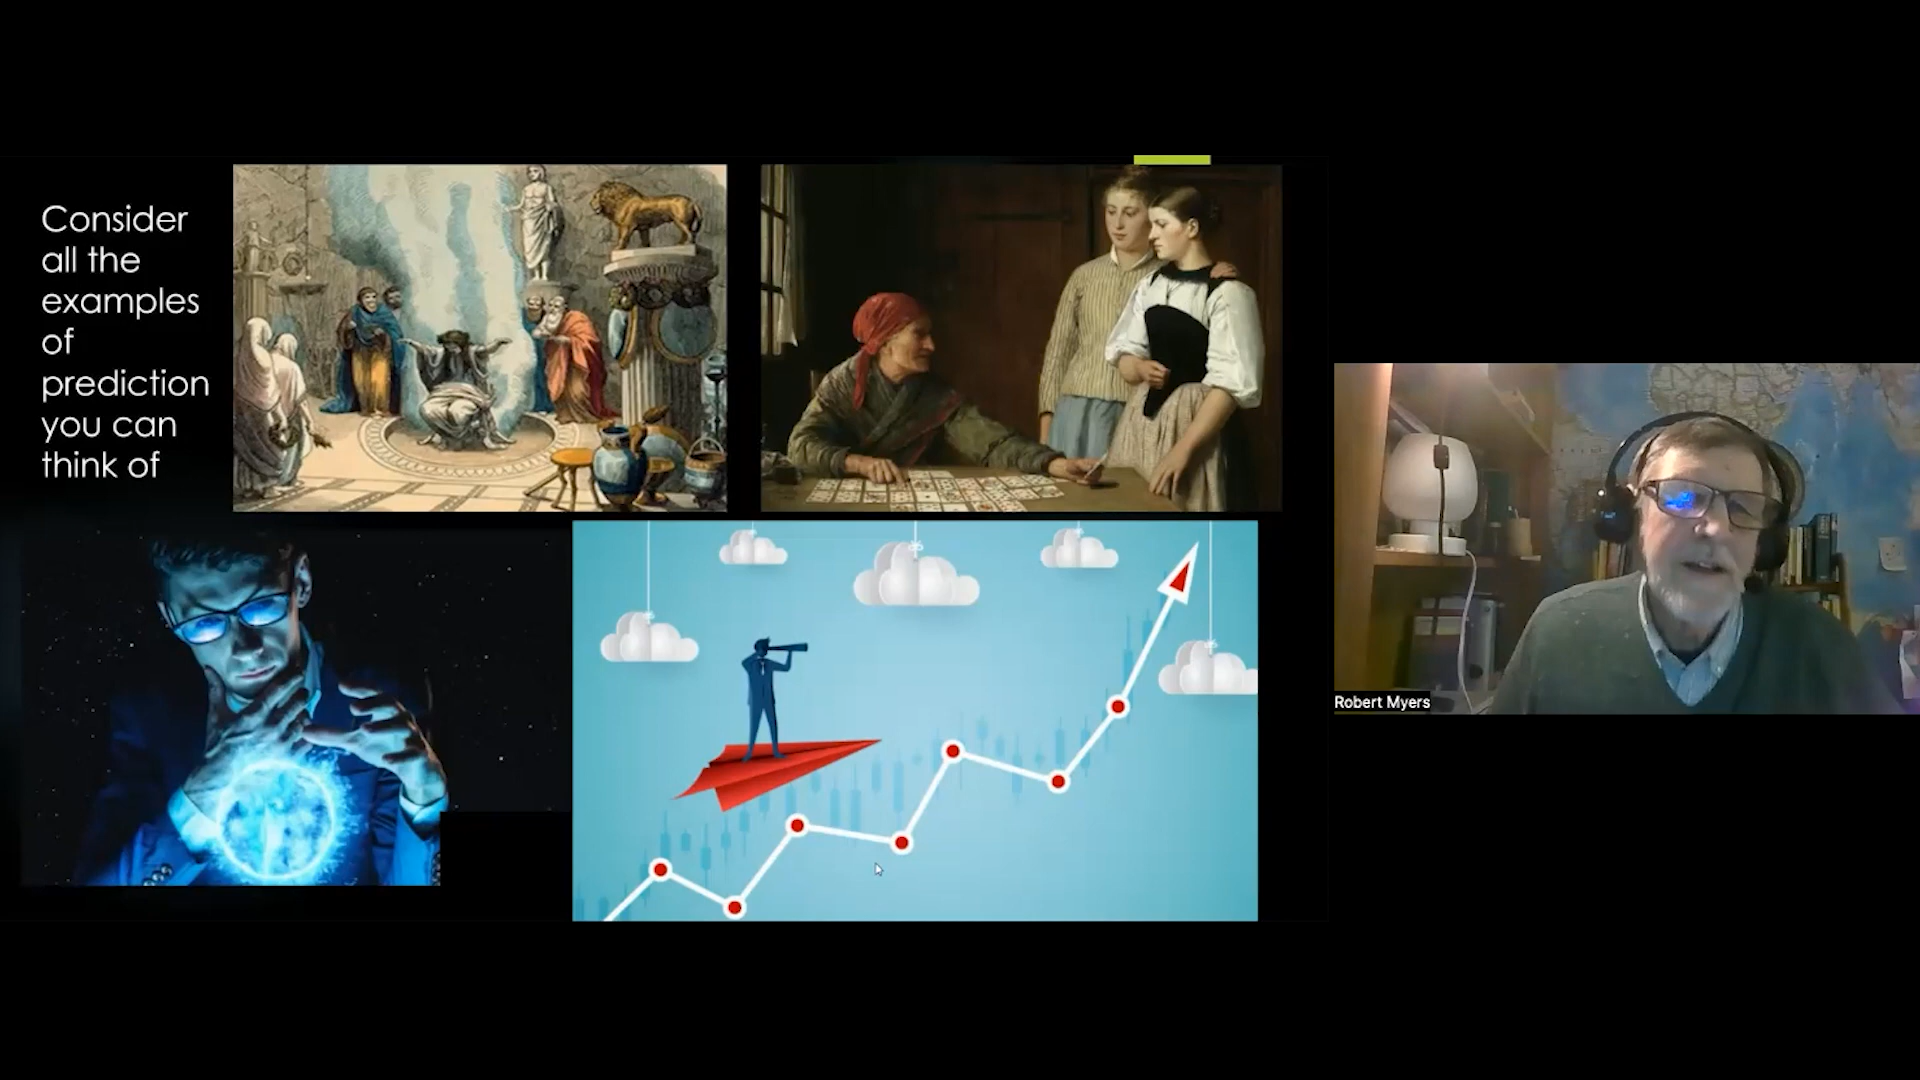 Consider
all the
examples
of
prediction
you can
think of
Robert Myers